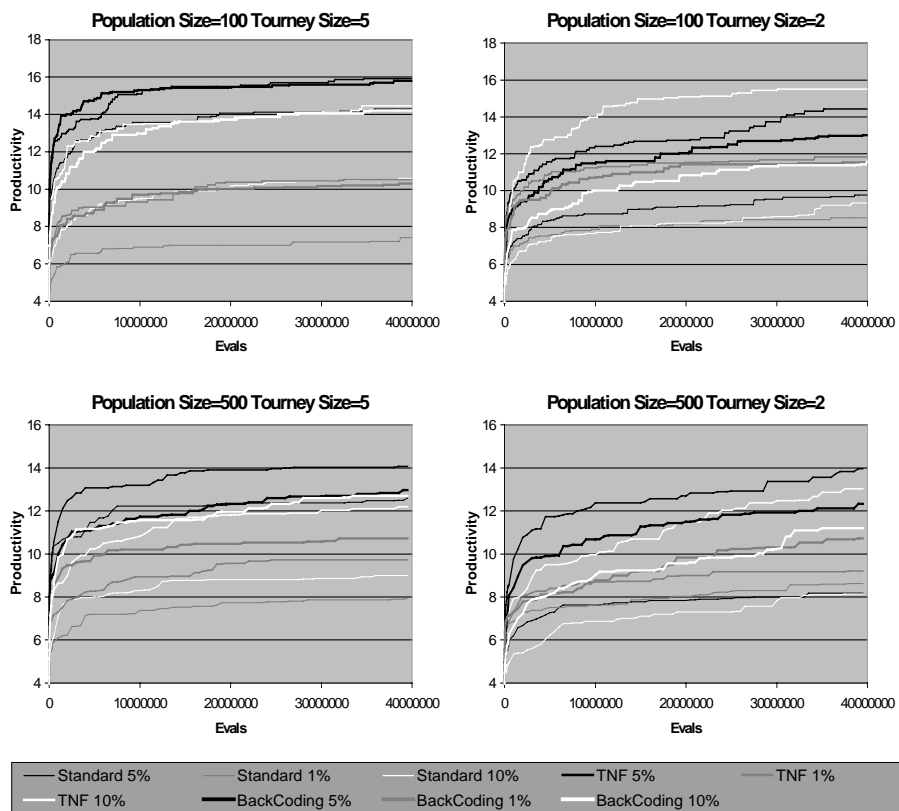 Population Size=100 Tourney Size=5
18
16
14
12
10
8
6
4
Productivity
0 10000000 20000000 30000000 40000000
Evals
Population Size=100 Tourney Size=2
18
16
14
12
10
8
6
4
Productivity
0 10000000 20000000 30000000 40000000
Evals
Population Size=500 Tourney Size=5
16
14
12
10
8
6
4
Productivity
0 10000000 20000000 30000000 40000000
Evals
Population Size=500 Tourney Size=2
16
14
12
10
8
6
4
Productivity
0 10000000 20000000 30000000 40000000
Evals
Standard 5% Standard 1% Standard 10% TNF 5% TNF 1%
TNF 10% BackCoding 5% BackCoding 1% BackCoding 10%